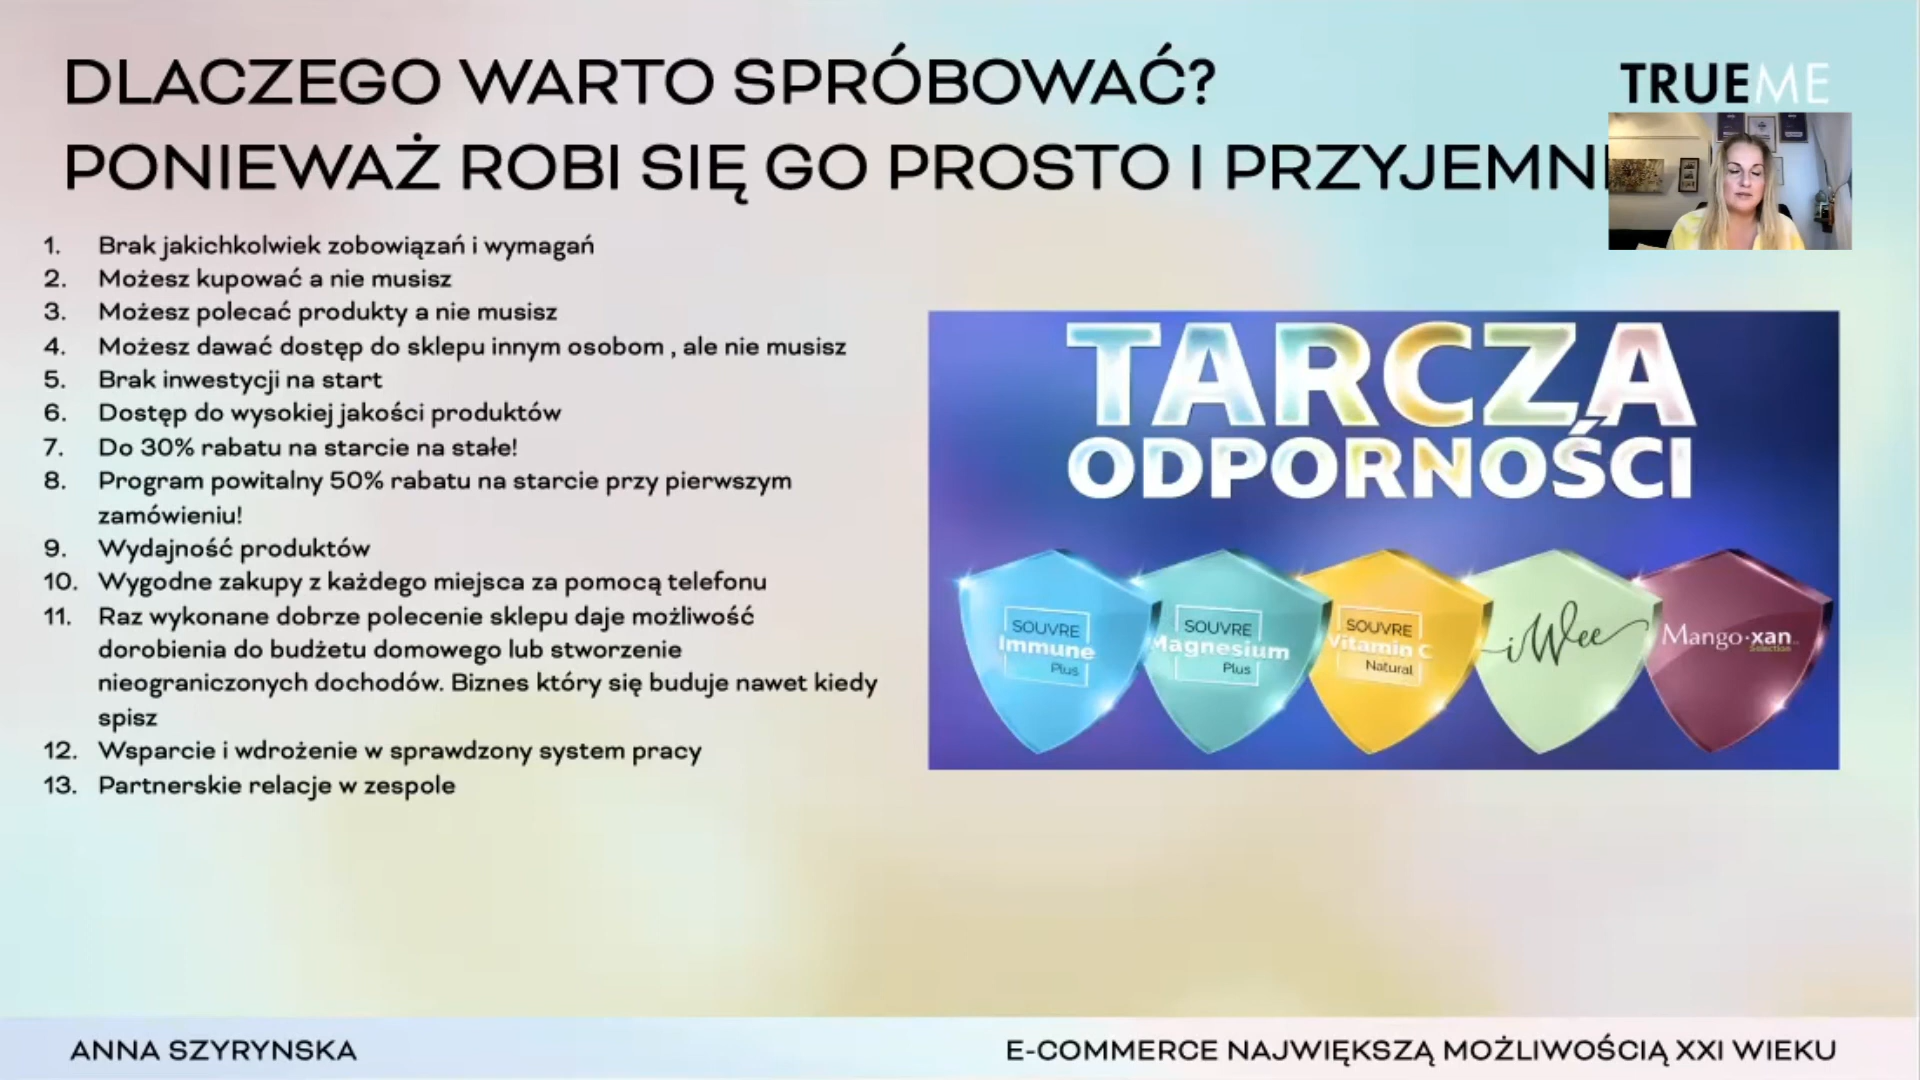 DLACZEGO WARTO SPRÓBOWAĆ?
PONIEWAŻ ROBI SIĘ GO PROSTO I PRZYJEMNI
TRUEME
1. Brak jakichkolwiek zobowiązań i wymagań
2. Możesz kupować a nie musisz
3. Możesz polecać produkty a nie musisz
4. Możesz dawać dostęp do sklepu innym osobom , ale nie musisz
5. Brak inwestycji na start
6. Dostęp do wysokiej jakości produktów
7. Do 30% rabatu na starcie na stałe!
8. Program powitalny 50% rabatu na starcie przy pierwszym
zamówieniu!
9. Wydajność produktów
10. Wygodne zakupy z każdego miejsca za pomocą telefonu
11. Raz wykonane dobrze polecenie sklepu daje możliwość
dorobienia do budżetu domowego lub stworzenie
nieograniczonych dochodów. Biznes który się buduje nawet kiedy
spisz
12. Wsparcie i wdrożenie w sprawdzony system pracy
13. Partnerskie relacje w zespole
TARCZA
ODPORNOŚCI
SOUVRE
Immune
Plus
SOUVRE
Magnesium
Plus
SOUVRE
Vitamin C
Natural
iWee
Mango·xan
Selection
ANNA SZYRYNSKA
E-COMMERCE NAJWIĘKSZĄ MOŻLIWOŚCIĄ XXI WIEKU